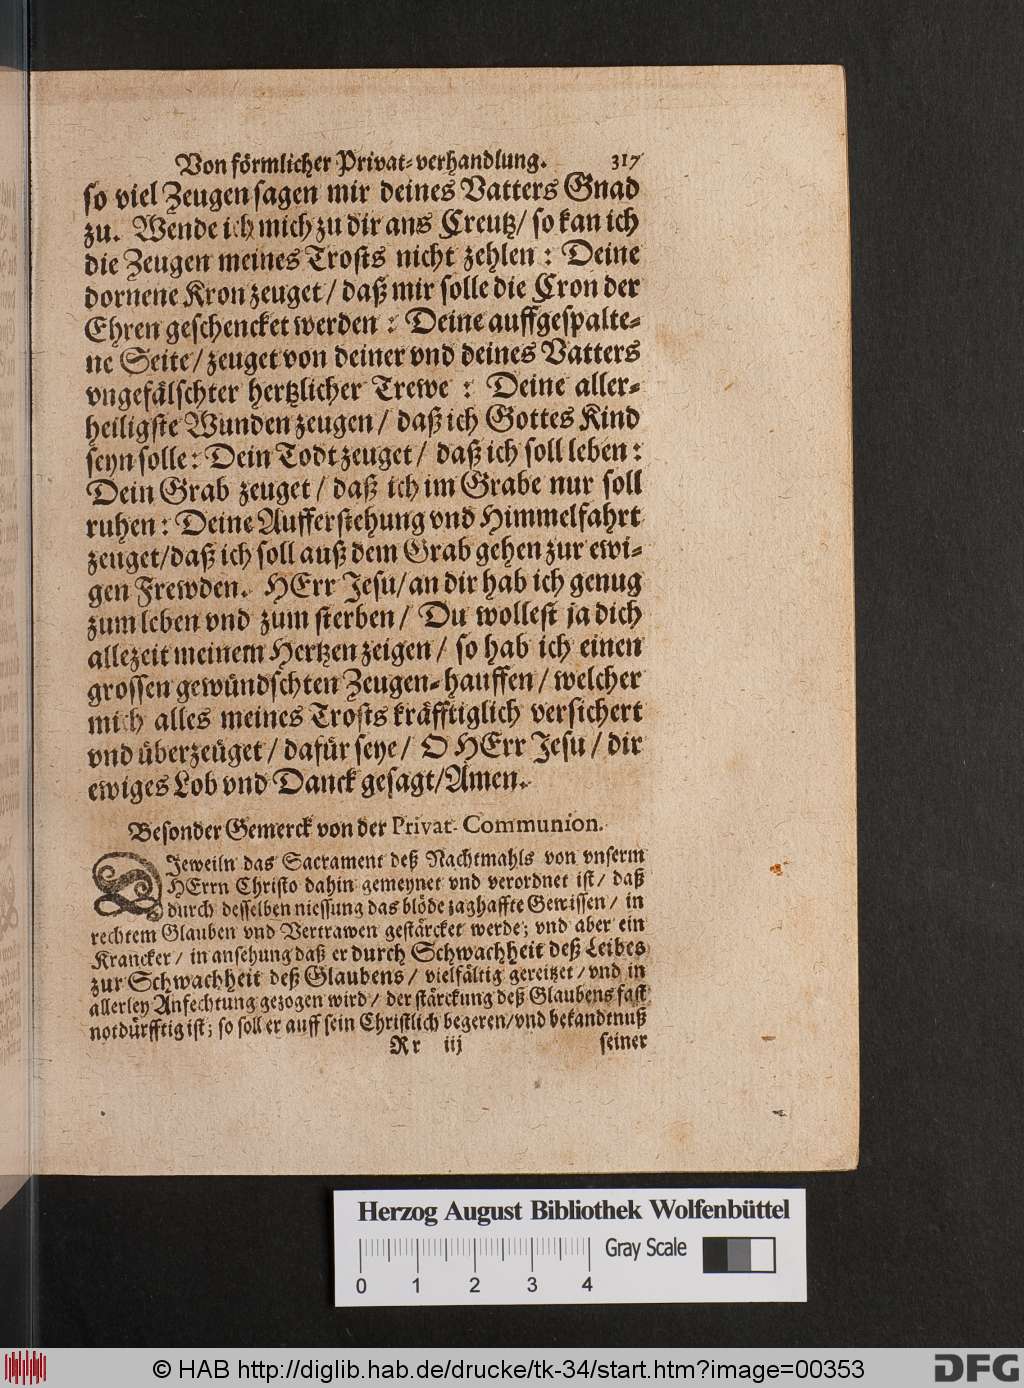 Von förmlicher Privat-verhandlung. 317
so viel Zeugen sagen mir deines Vatters Gnad
zu. Wende ich mich zu dir ans Creutz/ so kan ich
die Zeugen meines Trosts nicht zehlen: Deine
dornene Kron zeuget/ daß mir solle die Cron der
Ehren geschencket werden: Deine auffgespalte-
ne Seite/ zeuget von deiner vnd deines Vatters
vngefälschter hertzlicher Trewe: Deine aller-
heiligste Wunden zeugen/ daß ich Gottes Kind
seyn solle: Dein Todt zeuget/ daß ich soll leben:
Dein Grab zeuget/ daß ich im Grabe nur soll
ruhen: Deine Aufferstehung vnd Himmelfahrt
zeuget/daß ich soll auß dem Grab gehen zur ewi-
gen Frewden. HErr Jesu/an dir hab ich genug
zum leben vnd zum sterben/ Du wollest ja dich
allezeit meinem Hertzen zeigen/ so hab ich einen
grossen gewündschten Zeugen-hauffen/ welcher
mich alles meines Trosts kräfftiglich versichert
vnd überzeüget/ dafür seye/ O HErr Jesu/ dir
ewiges Lob vnd Danck gesagt/Amen.
Besonder Gemerck von der Privat-Communion.
DJeweiln das Sacrament deß Nachtmahls von vnserm
HErrn Christo dahin gemeynet vnd verordnet ist/ daß
durch desselben niessung das blöde zaghaffte Gewissen/ in
rechtem Glauben vnd Vertrawen gestärcket werde; vnd aber ein
Krancker/ in ansehung daß er durch Schwachheit deß Leibes
zur Schwachheit deß Glaubens/ vielfältig gereitzet/ vnd in
allerley Anfechtung gezogen wird/ der stärckung deß Glaubens fast
notdürfftig ist; so soll er auff sein Christlich begeren/vnd bekandtnuß
Rr iij seiner
Herzog August Bibliothek Wolfenbüttel
Gray Scale
0 1 2 3 4
© HAB http://diglib.hab.de/drucke/tk-34/start.htm?image=00353
DFG